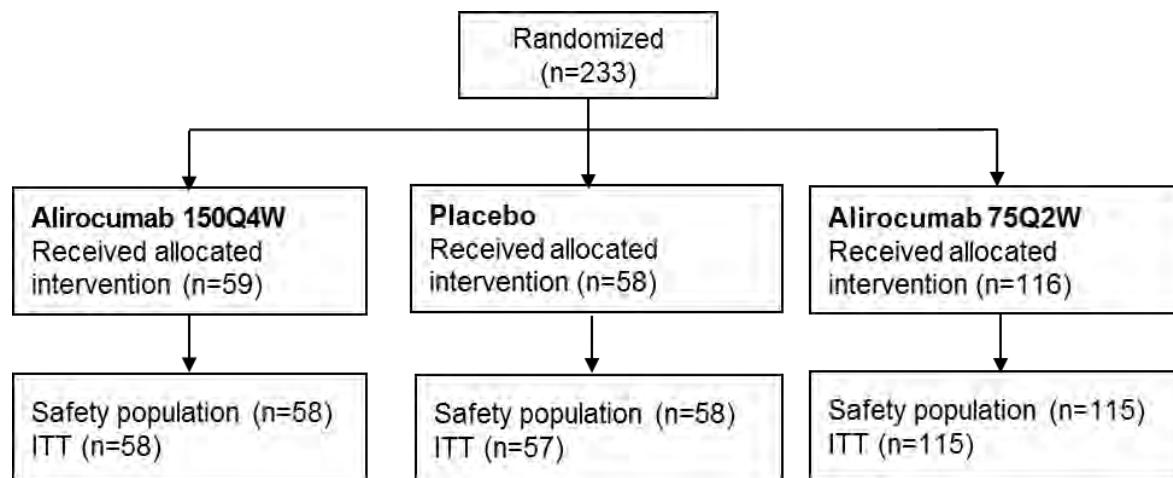 Randomized
(n=233)
Alirocumab 150Q4W
Received allocated
intervention (n=59)
Placebo
Received allocated
intervention (n=58)
Alirocumab 75Q2W
Received allocated
intervention (n=116)
Safety population (n=58)
ITT (n=58)
Safety population (n=58)
ITT (n=57)
Safety population (n=115)
ITT (n=115)